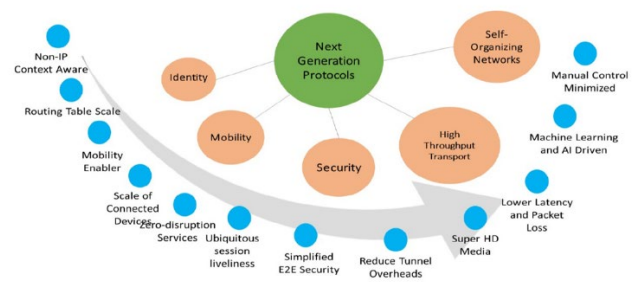 Non-IP
Context Aware
Routing Table Scale
Mobility
Enabler
Scale of
Connected
Devices
Zero-disruption
Services
Ubiquitous
session
liveliness
Simplified
E2E Security
Reduce Tunnel
Overheads
Super HD
Media
Lower Latency
and Packet
Loss
Machine Learning
and AI Driven
Manual Control
Minimized
Next
Generation
Protocols
Identity
Mobility
Security
High
Throughput
Transport
Self-
Organizing
Networks